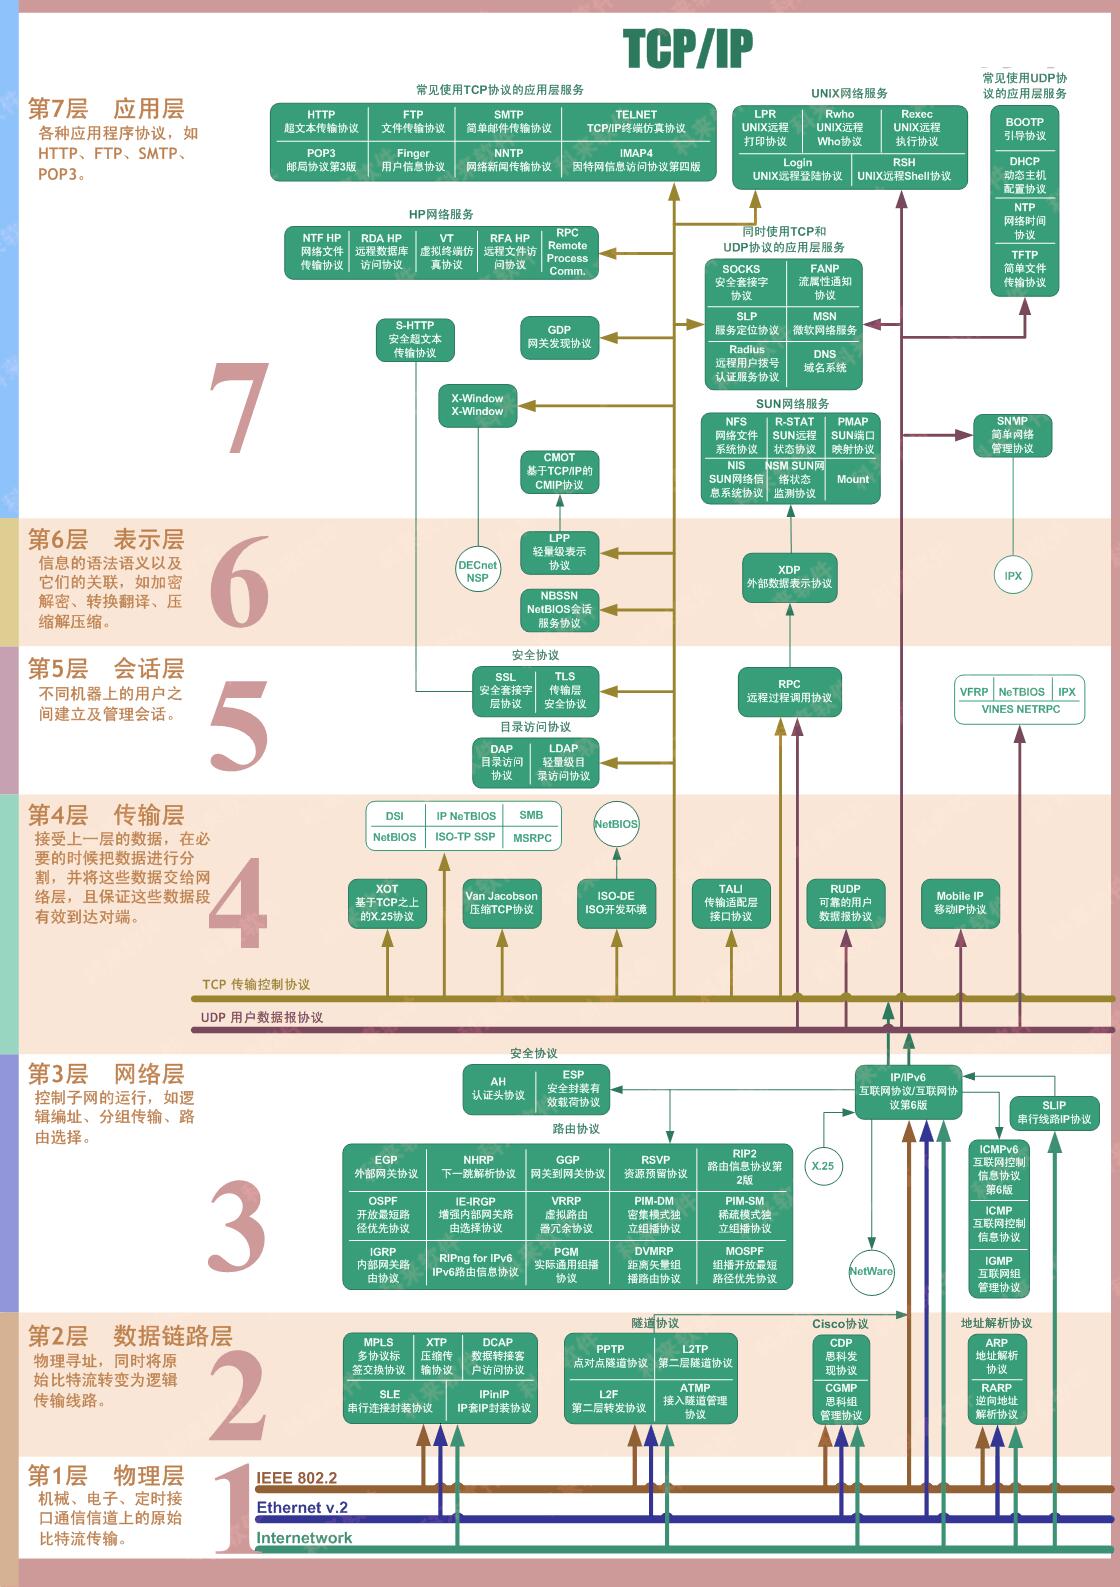 TCP/IP
第7层 应用层
各种应用程序协议，如
HTTP、FTP、SMTP、
POP3。
7
常见使用TCP协议的应用层服务
HTTP
超文本传输协议
FTP
文件传输协议
SMTP
简单邮件传输协议
TELNET
TCP/IP终端仿真协议
POP3
邮局协议第3版
Finger
用户信息协议
NNTP
网络新闻传输协议
IMAP4
因特网信息访问协议第四版
UNIX网络服务
LPR
UNIX远程
打印协议
Rwho
UNIX远程
Who协议
Rexec
UNIX远程
执行协议
Login
UNIX远程登陆协议
RSH
UNIX远程Shell协议
常见使用UDP协
议的应用层服务
BOOTP
引导协议
DHCP
动态主机
配置协议
NTP
网络时间
协议
TFTP
简单文件
传输协议
HP网络服务
NTF HP
网络文件
传输协议
RDA HP
远程数据库
访问协议
VT
虚拟终端仿
真协议
RFA HP
远程文件访
问协议
RPC
Remote
Process
Comm.
同时使用TCP和
UDP协议的应用层服务
SOCKS
安全套接字
协议
FANP
流属性通知
协议
SLP
服务定位协议
MSN
微软网络服务
Radius
远程用户拨号
认证服务协议
DNS
域名系统
S-HTTP
安全超文本
传输协议
GDP
网关发现协议
X-Window
X-Window
CMOT
基于TCP/IP的
CMIP协议
SUN网络服务
NFS
网络文件
系统协议
R-STAT
SUN远程
状态协议
PMAP
SUN端口
映射协议
NIS
SUN网络信
息系统协议
NSM SUN网
络状态
监测协议
Mount
SNMP
简单网络
管理协议
第6层 表示层
信息的语法语义以及
它们的关联，如加密
解密、转换翻译、压
缩解压缩。
6
DECnet
NSP
LPP
轻量级表示
协议
NBSSN
NetBIOS会话
服务协议
XDP
外部数据表示协议
IPX
第5层 会话层
不同机器上的用户之
间建立及管理会话。
5
安全协议
SSL
安全套接字
层协议
TLS
传输层
安全协议
目录访问协议
DAP
目录访问
协议
LDAP
轻量级目
录访问协议
RPC
远程过程调用协议
VFRP
NeTBIOS
IPX
VINES NETRPC
第4层 传输层
接受上一层的数据，在必
要的时候把数据进行分
割，并将这些数据交给网
络层，且保证这些数据段
有效到达对端。
4
DSI
IP NeTBIOS
SMB
NetBIOS
ISO-TP SSP
MSRPC
NetBIOS
XOT
基于TCP之上
的X.25协议
Van Jacobson
压缩TCP协议
ISO-DE
ISO开发环境
TALI
传输适配层
接口协议
RUDP
可靠的用户
数据报协议
Mobile IP
移动IP协议
TCP 传输控制协议
UDP 用户数据报协议
第3层 网络层
控制子网的运行，如逻
辑编址、分组传输、路
由选择。
3
安全协议
AH
认证头协议
ESP
安全封装有
效载荷协议
IP/IPv6
互联网协议/互联网协
议第6版
SLIP
串行线路IP协议
路由协议
EGP
外部网关协议
NHRP
下一跳解析协议
GGP
网关到网关协议
RSVP
资源预留协议
RIP2
路由信息协议第
2版
OSPF
开放最短路
径优先协议
IE-IRGP
增强内部网关路
由选择协议
VRRP
虚拟路由
器冗余协议
PIM-DM
密集模式独
立组播协议
PIM-SM
稀疏模式独
立组播协议
IGRP
内部网关路
由协议
RIPng for IPv6
IPv6路由信息协议
PGM
实际通用组播
协议
DVMRP
距离矢量组
播路由协议
MOSPF
组播开放最短
路径优先协议
X.25
NetWare
ICMPv6
互联网控制
信息协议
第6版
ICMP
互联网控制
信息协议
IGMP
互联网组
管理协议
第2层 数据链路层
物理寻址，同时将原
始比特流转变为逻辑
传输线路。
2
MPLS
多协议标
签交换协议
XTP
压缩传
输协议
DCAP
数据转接客
户访问协议
SLE
串行连接封装协议
IPinIP
IP套IP封装协议
隧道协议
PPTP
点对点隧道协议
L2TP
第二层隧道协议
L2F
第二层转发协议
ATMP
接入隧道管理
协议
Cisco协议
CDP
思科发
现协议
CGMP
思科组
管理协议
地址解析协议
ARP
地址解析
协议
RARP
逆向地址
解析协议
第1层 物理层
机械、电子、定时接
口通信信道上的原始
比特流传输。
1
IEEE 802.2
Ethernet v.2
Internetwork